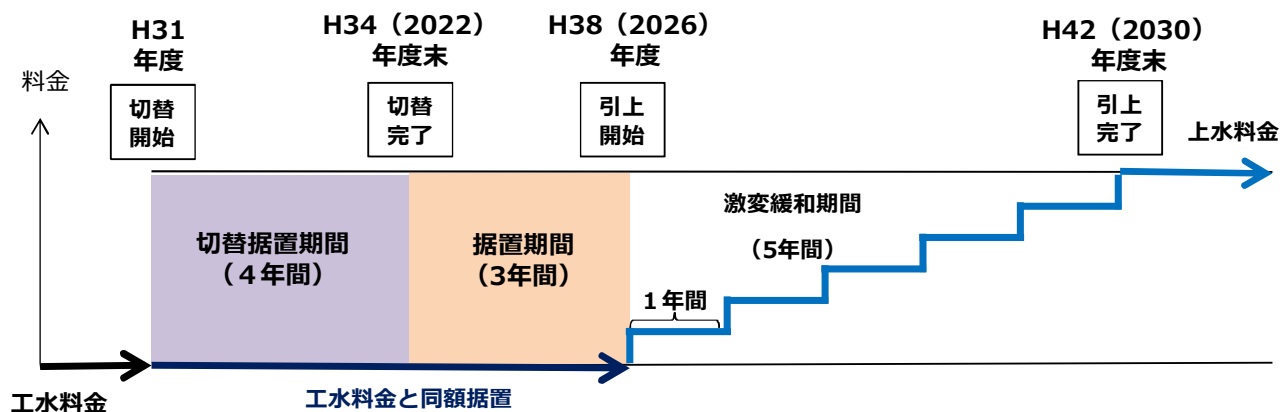 H31
年度
H34（2022）
年度末
H38（2026）
年度
H42（2030）
年度末
料金
切替
開始
切替
完了
引上
開始
引上
完了
上水料金
切替据置期間
（４年間）
据置期間
（3年間）
激変緩和期間
（5年間）
１年間
工水料金
工水料金と同額据置